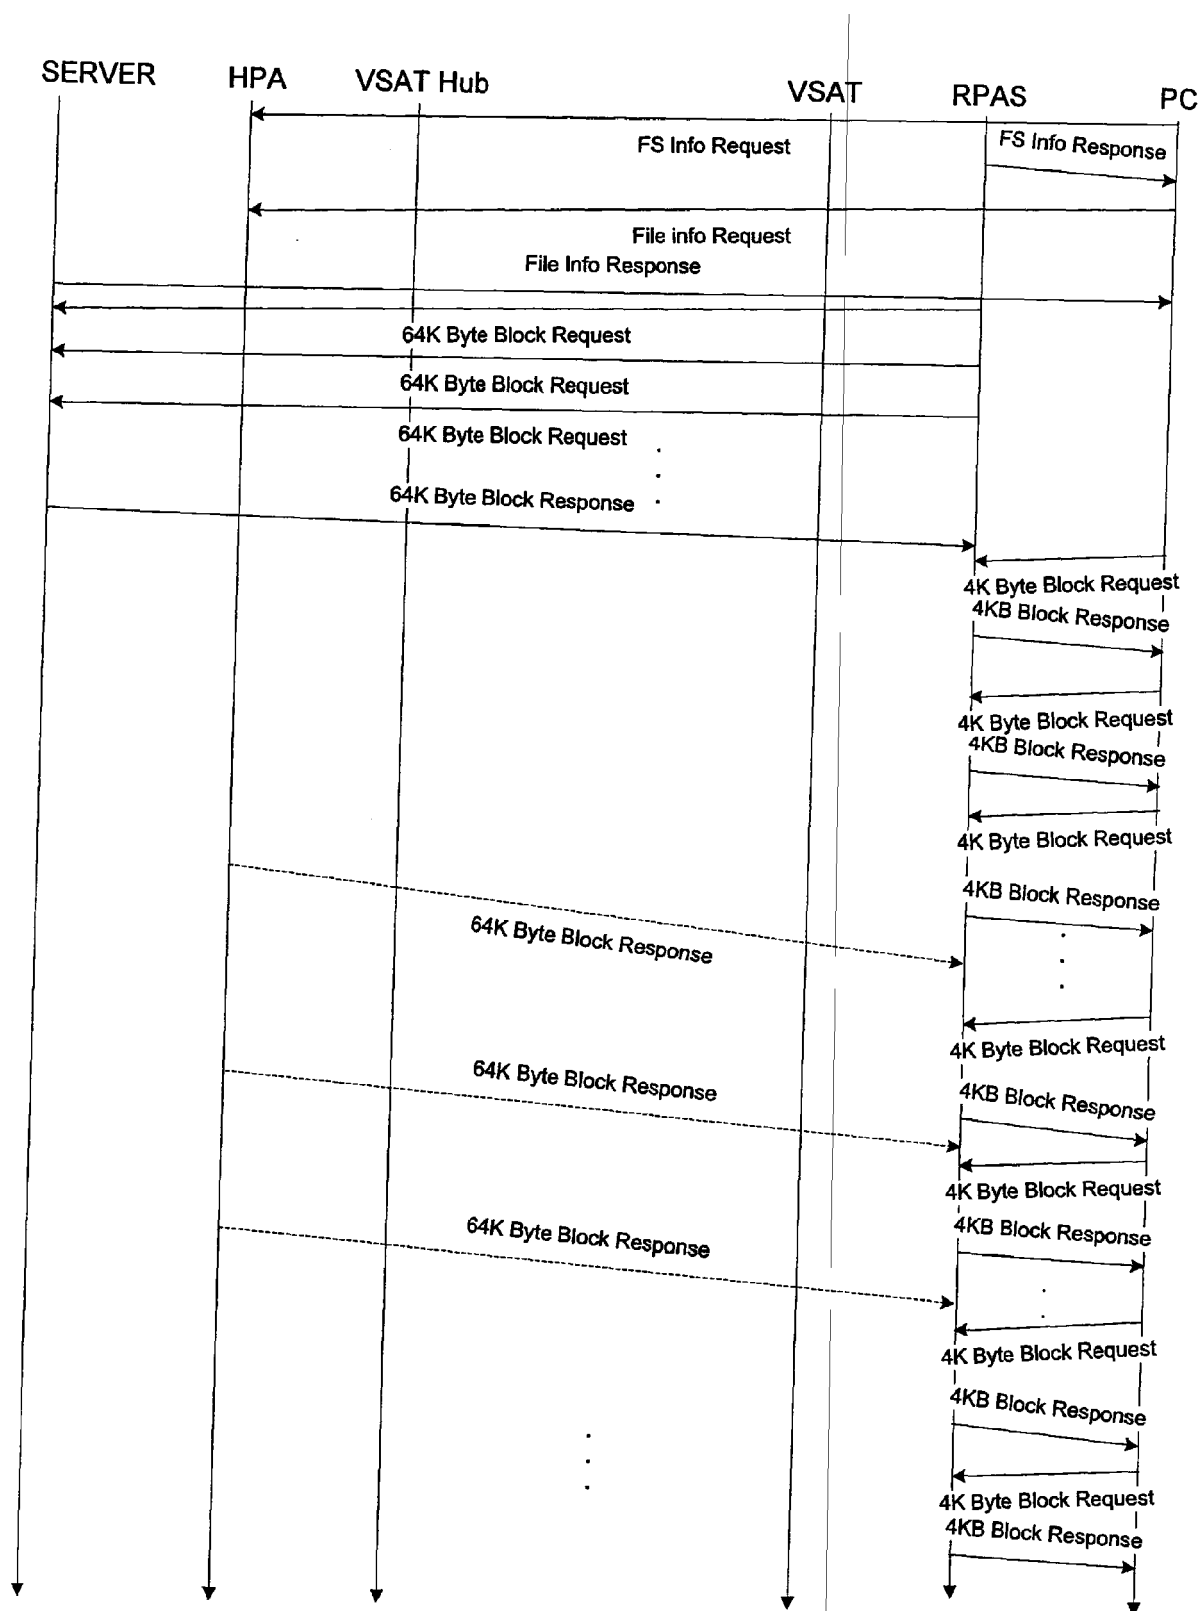 SERVER
HPA
VSAT Hub
VSAT
RPAS
PC
FS Info Request
FS Info Response
File info Request
File Info Response
64K Byte Block Request
64K Byte Block Request
64K Byte Block Request
64K Byte Block Response
4K Byte Block Request
4KB Block Response
4K Byte Block Request
4KB Block Response
4K Byte Block Request
4KB Block Response
64K Byte Block Response
4K Byte Block Request
64K Byte Block Response
4KB Block Response
4K Byte Block Request
64K Byte Block Response
4KB Block Response
4K Byte Block Request
4KB Block Response
4K Byte Block Request
4KB Block Response